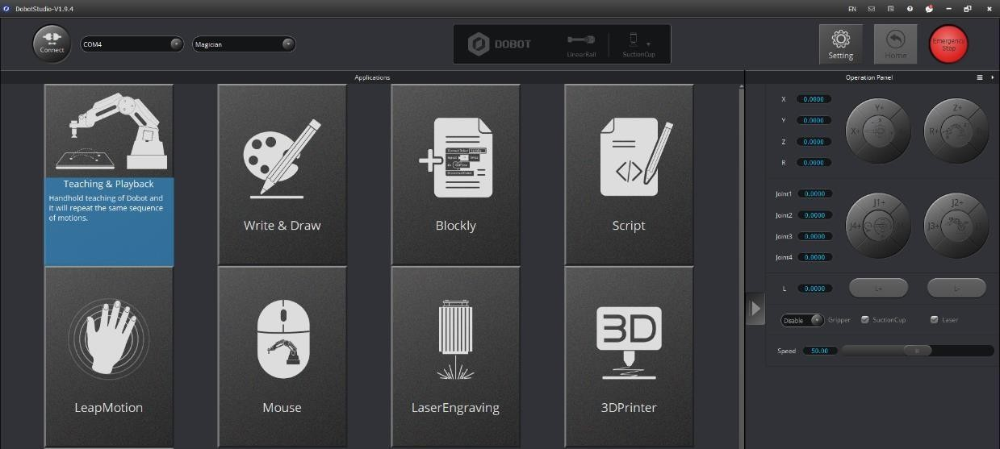 DobotStudio-V1.9.4
EN
Connect
COM4
Magician
DOBOT
LinearRail
SuctionCup
Setting
Home
Emergency
Stop
Applications
Operation Panel
Teaching & Playback
Handhold teaching of Dobot and
it will repeat the same sequence
of motions.
Write & Draw
Blockly
Script
LeapMotion
Mouse
LaserEngraving
3D
3DPrinter
X
0.0000
Y
0.0000
Z
0.0000
R
0.0000
Y+
X+
X
Z+
R+
Joint1
0.0000
Joint2
0.0000
Joint3
0.0000
Joint4
0.0000
J1+
J4+
J2+
J3+
L
0.0000
L+
L-
Disable
Gripper
SuctionCup
Laser
Speed
50.00